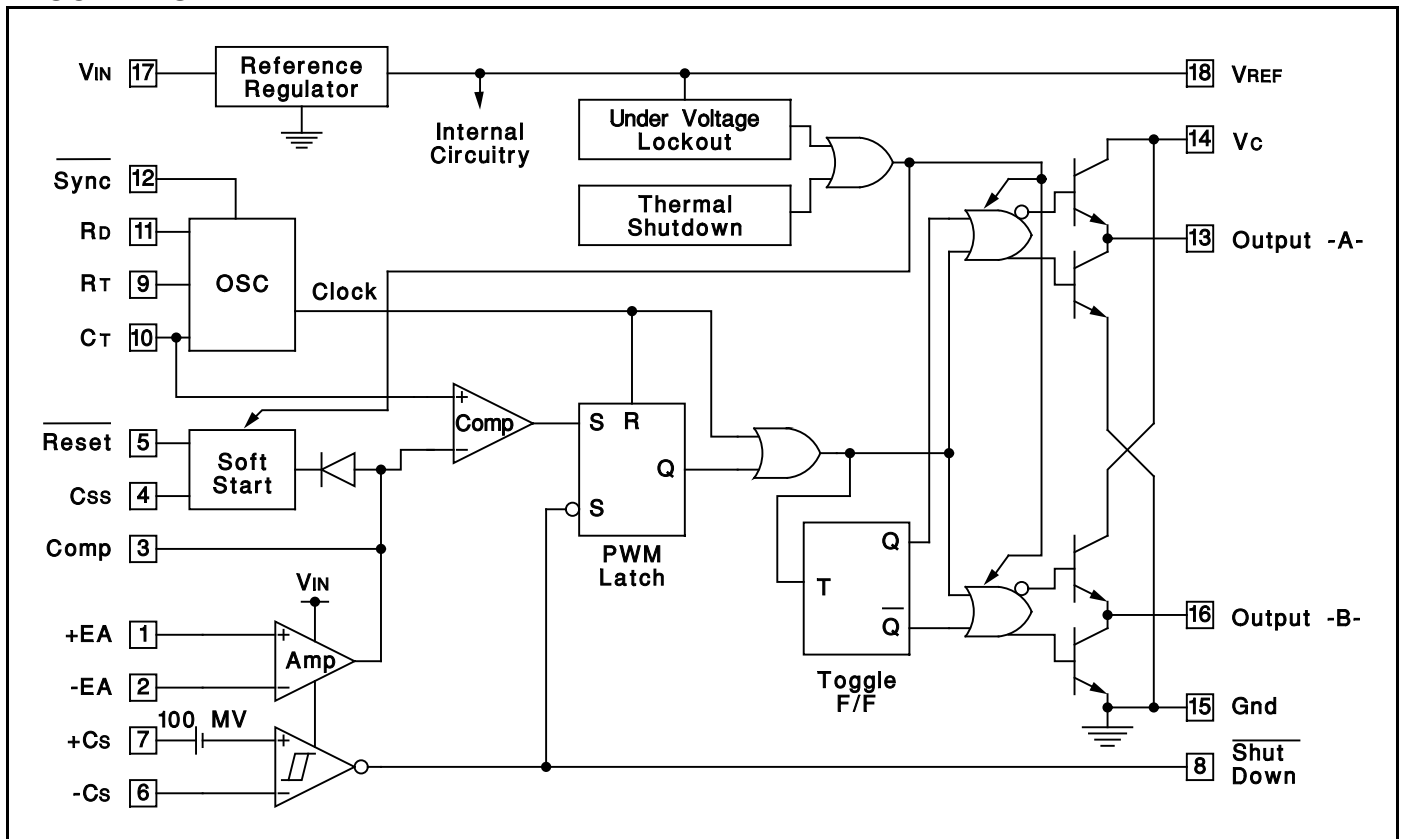 VIN 17
Reference
Regulator
18 VREF
Internal
Circuitry
Under Voltage
Lockout
14 VC
Sync 12
Thermal
Shutdown
RD 11
13 Output -A-
RT 9
OSC
Clock
CT 10
+
Comp
−
S R
Q
S
PWM
Latch
Reset 5
Soft
Start
CSS 4
Comp 3
VIN
Q
T
Q
Toggle
F/F
+EA 1
+
Amp
−
-EA 2
16 Output -B-
100 MV
+CS 7
+
−
-CS 6
15 Gnd
8 Shut
Down